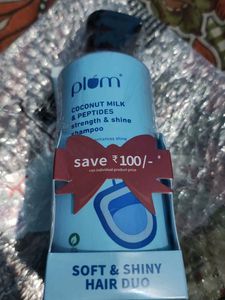 plum
COCONUT MILK
& PEPTIDES
strength & shine
shampoo
save ₹100/-*
SOFT & SHINY
HAIR DUO